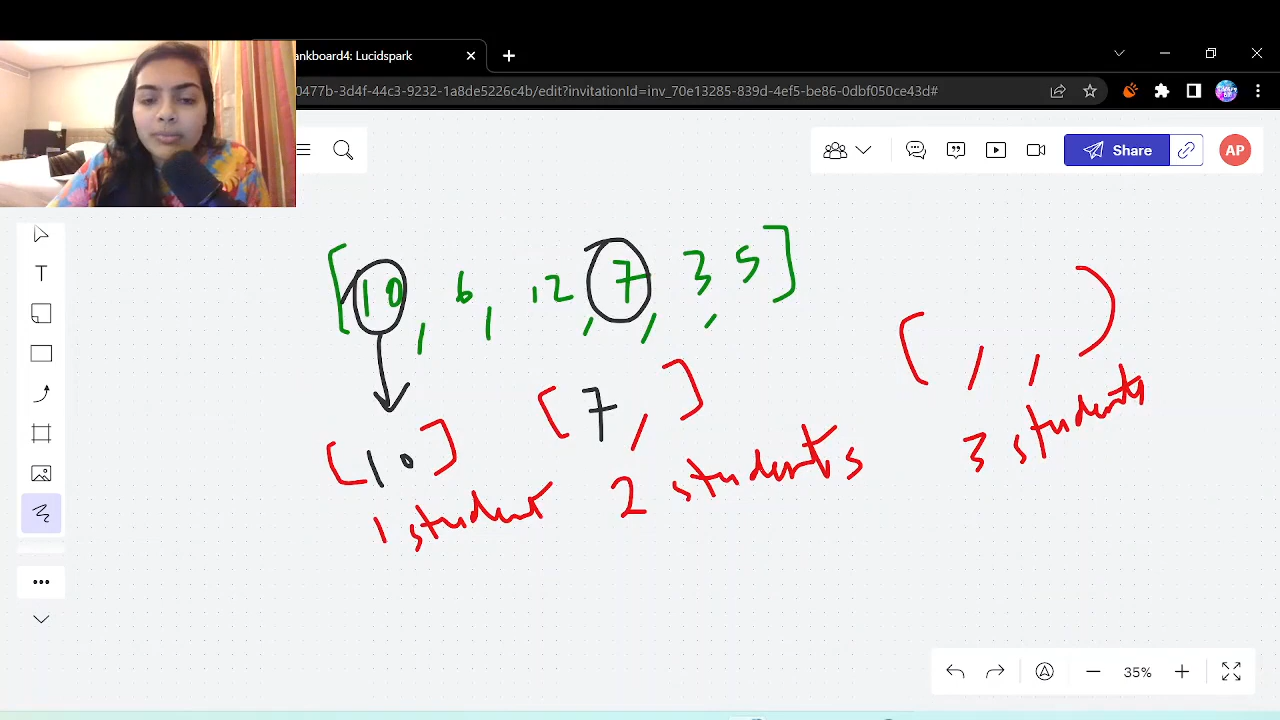 ankboard4: Lucidspark
0477b-3d4f-44c3-9232-1a8de5226c4b/edit?invitationId=inv_70e13285-839d-4ef5-be86-0dbf050ce43d#
Share
AP
T
[10, 6, 12, 7, 3, 5]
[10]
[7, ]
[ , , )
1 student
2 students
3 students
35%